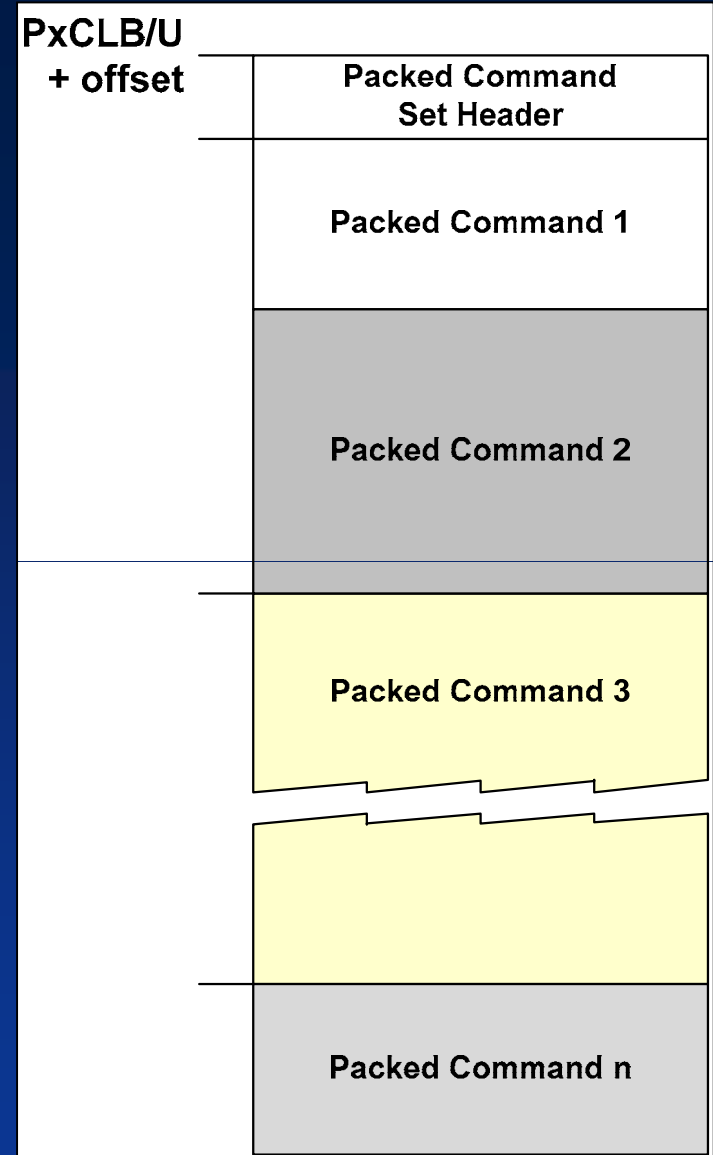 PxCLB/U
+ offset
Packed Command
Set Header
Packed Command 1
Packed Command 2
Packed Command 3
Packed Command n